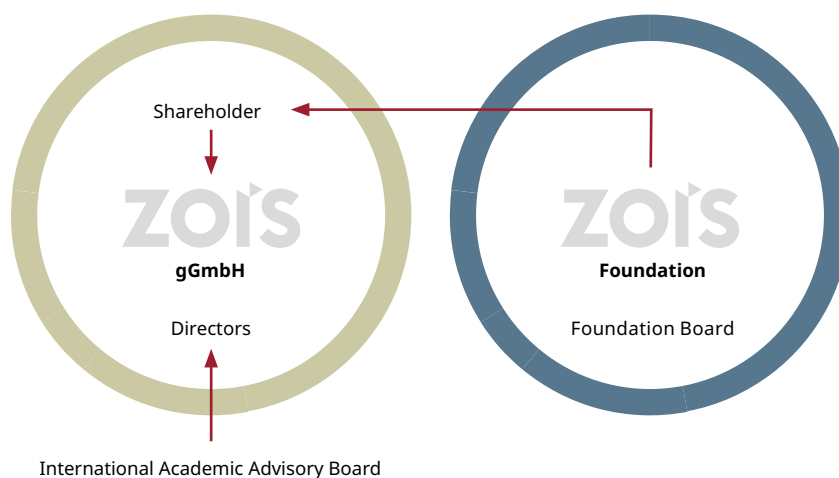 Shareholder
ZOiS
gGmbH
Directors
International Academic Advisory Board
ZOiS
Foundation
Foundation Board